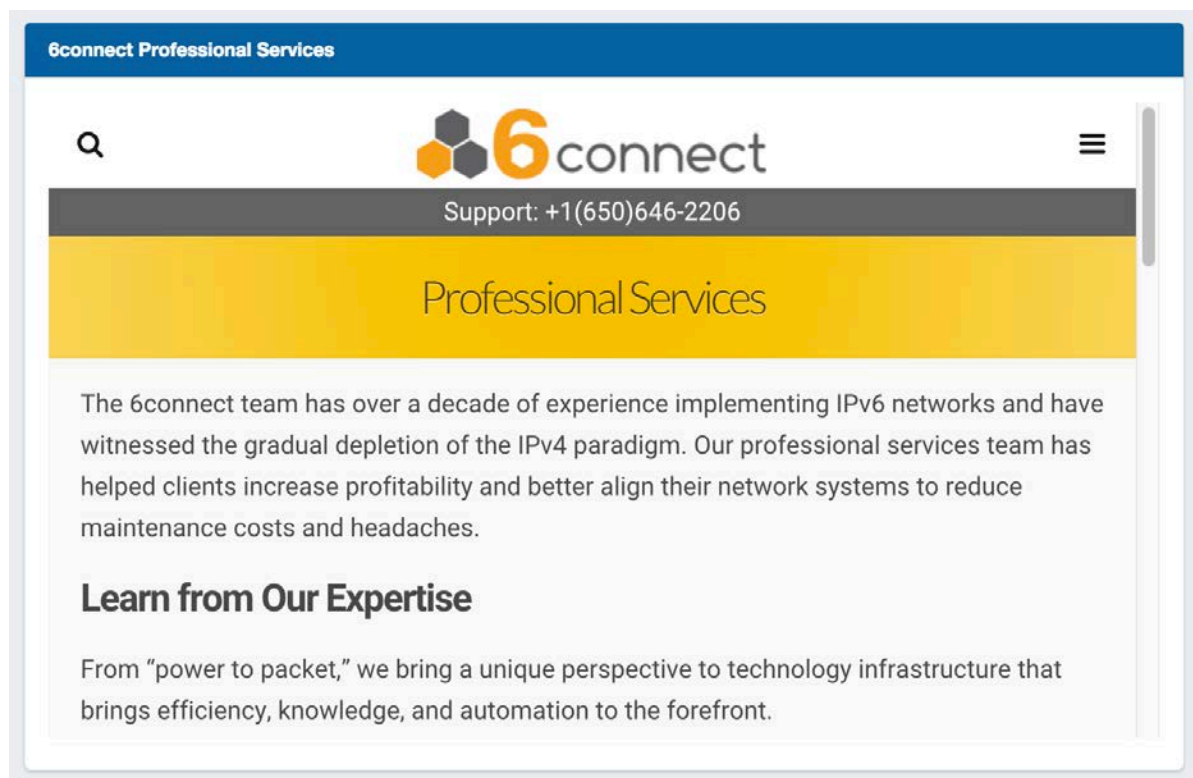 6connect Professional Services
6connect
Support: +1(650)646-2206
Professional Services
The 6connect team has over a decade of experience implementing IPv6 networks and have
witnessed the gradual depletion of the IPv4 paradigm. Our professional services team has
helped clients increase profitability and better align their network systems to reduce
maintenance costs and headaches.
Learn from Our Expertise
From “power to packet,” we bring a unique perspective to technology infrastructure that
brings efficiency, knowledge, and automation to the forefront.